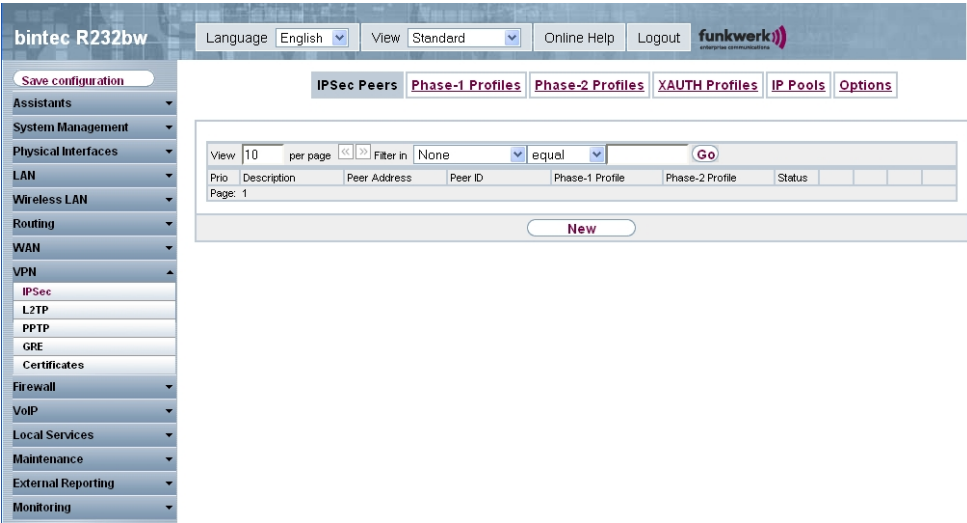 bintec R232bw
Language English View Standard Online Help Logout funkwerk
enterprise communications
Save configuration
Assistants
System Management
Physical Interfaces
LAN
Wireless LAN
Routing
WAN
VPN
IPSec
L2TP
PPTP
GRE
Certificates
Firewall
VoIP
Local Services
Maintenance
External Reporting
Monitoring
IPSec Peers Phase-1 Profiles Phase-2 Profiles XAUTH Profiles IP Pools Options
View 10 per page << >> Filter in None equal Go
Prio Description Peer Address Peer ID Phase-1 Profile Phase-2 Profile Status
Page: 1
New